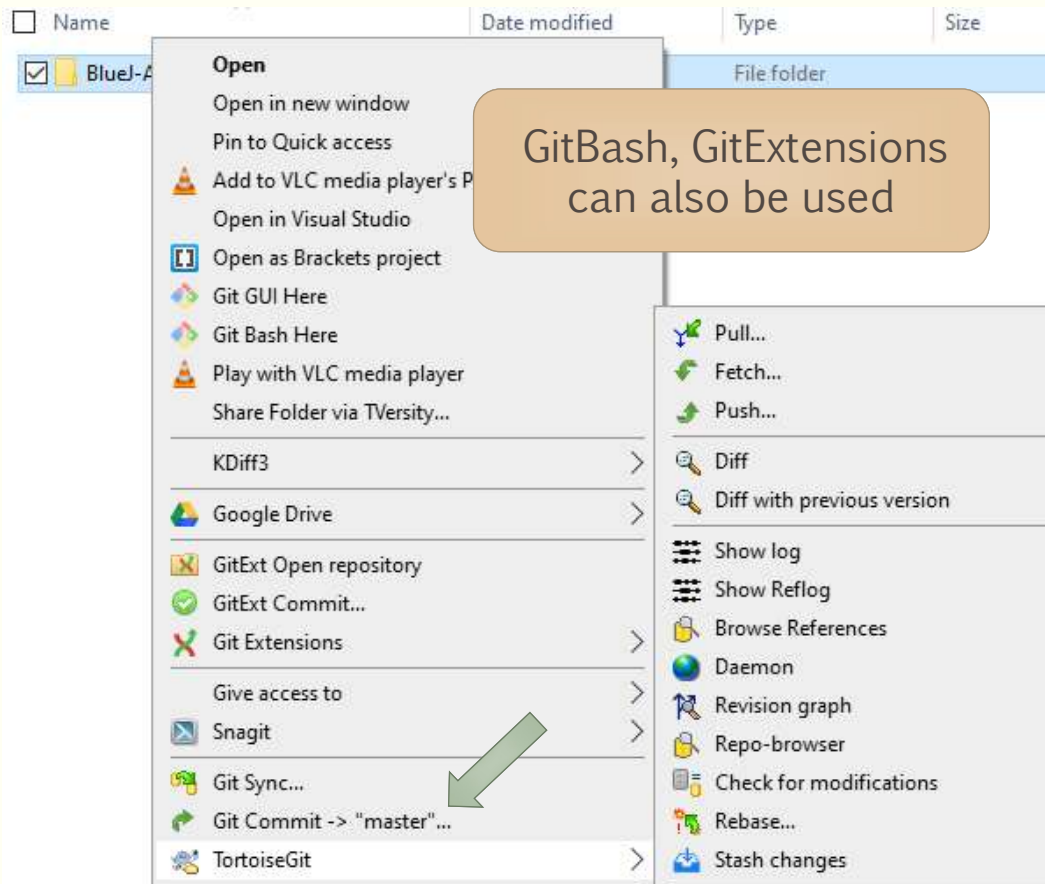 Name Date modified Type Size
BlueJ-A File folder
Open
Open in new window
Pin to Quick access
Add to VLC media player's P
Open in Visual Studio
Open as Brackets project
Git GUI Here
Git Bash Here
Play with VLC media player
Share Folder via TVersity...
KDiff3
Google Drive
GitExt Open repository
GitExt Commit...
Git Extensions
Give access to
Snagit
Git Sync...
Git Commit -> "master"...
TortoiseGit
GitBash, GitExtensions
can also be used
Pull...
Fetch...
Push...
Diff
Diff with previous version
Show log
Show Reflog
Browse References
Daemon
Revision graph
Repo-browser
Check for modifications
Rebase...
Stash changes